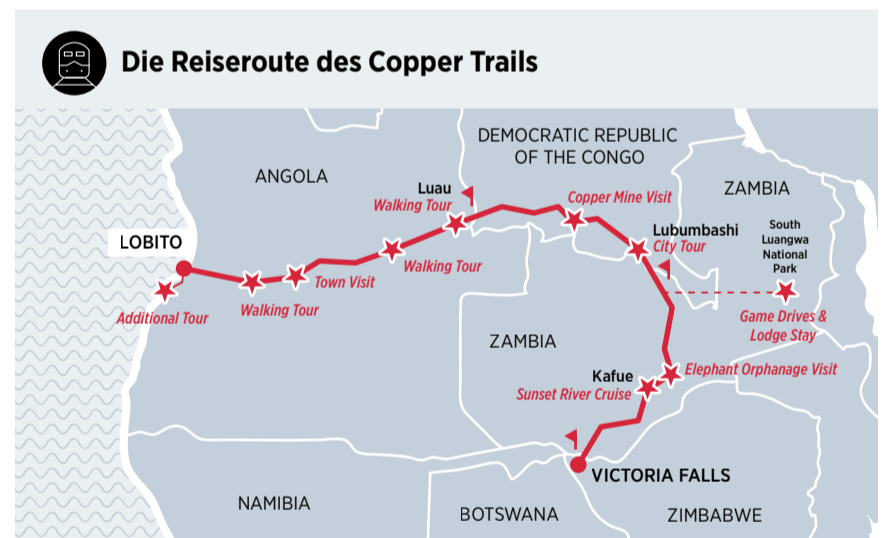 Die Reiseroute des Copper Trails
DEMOCRATIC REPUBLIC
OF THE CONGO
ANGOLA
ZAMBIA
Luau
Walking Tour
Copper Mine Visit
South
Luangwa
National
Park
Lubumbashi
City Tour
LOBITO
Walking Tour
Town Visit
Walking Tour
Additional Tour
Game Drives &
Lodge Stay
ZAMBIA
Elephant Orphanage Visit
Kafue
Sunset River Cruise
VICTORIA FALLS
NAMIBIA
BOTSWANA
ZIMBABWE